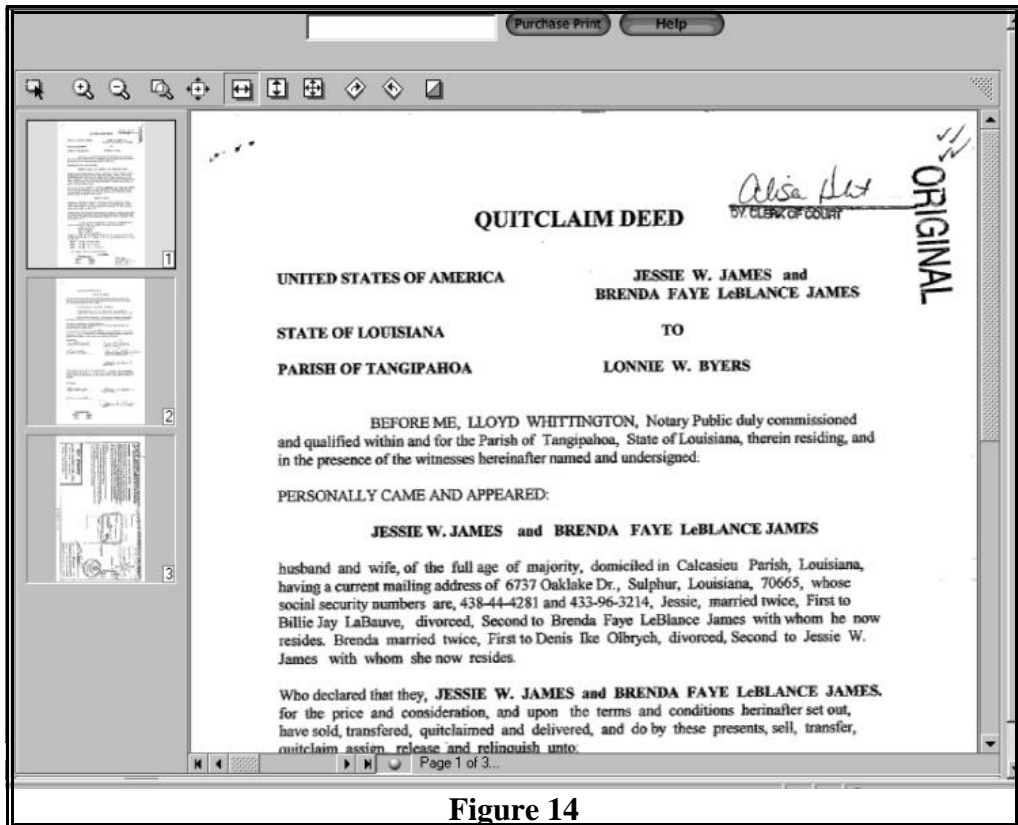 Purchase Print Help
ORIGINAL
QUITCLAIM DEED
DY. CLERK OF COURT
UNITED STATES OF AMERICA JESSIE W. JAMES and
BRENDA FAYE LeBLANCE JAMES
STATE OF LOUISIANA TO
PARISH OF TANGIPAHOA LONNIE W. BYERS
BEFORE ME, LLOYD WHITTINGTON, Notary Public duly commissioned
and qualified within and for the Parish of Tangipahoa, State of Louisiana, therein residing, and
in the presence of the witnesses hereinafter named and undersigned:
PERSONALLY CAME AND APPEARED:
JESSIE W. JAMES and BRENDA FAYE LeBLANCE JAMES
husband and wife, of the full age of majority, domiciled in Calcasieu Parish, Louisiana,
having a current mailing address of 6737 Oaklake Dr., Sulphur, Louisiana, 70665, whose
social security numbers are, 438-44-4281 and 433-96-3214, Jessie, married twice, First to
Billie Jay LaBauve, divorced, Second to Brenda Faye LeBlance James with whom he now
resides. Brenda married twice, First to Denis Ike Olbrych, divorced, Second to Jessie W.
James with whom she now resides.
Who declared that they, JESSIE W. JAMES and BRENDA FAYE LeBLANCE JAMES,
for the price and consideration, and upon the terms and conditions herinafter set out,
have sold, transfered, quitclaimed and delivered, and do by these presents, sell, transfer,
quitclaim assign, release and relinquish unto:
1
2
3
Page 1 of 3...
Figure 14